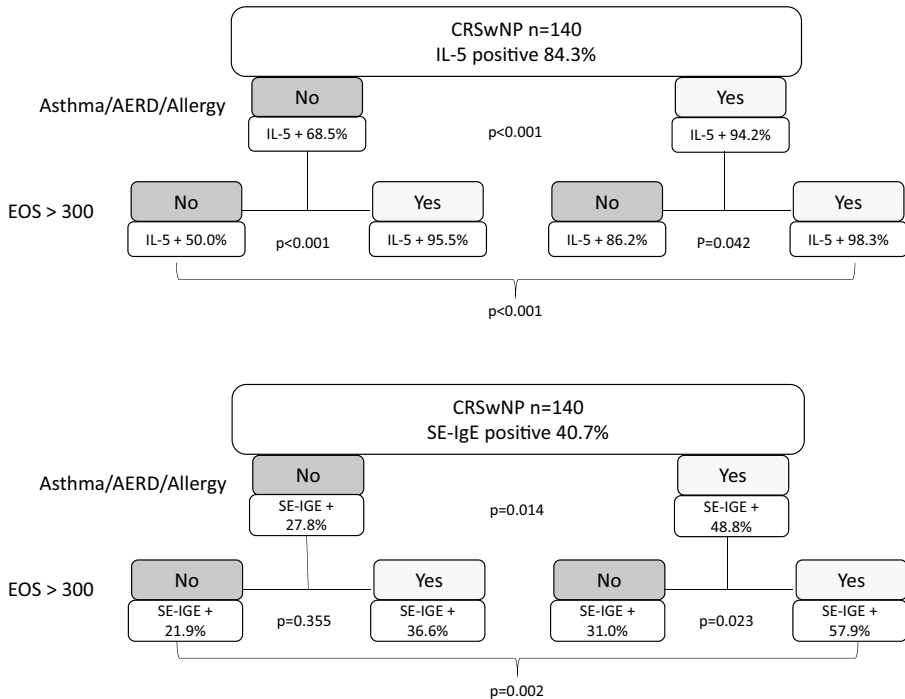 CRSwNP n=140
IL-5 positive 84.3%
Asthma/AERD/Allergy
No
Yes
IL-5 + 68.5%
p<0.001
IL-5 + 94.2%
EOS > 300
No
Yes
No
Yes
IL-5 + 50.0%
p<0.001
IL-5 + 95.5%
IL-5 + 86.2%
P=0.042
IL-5 + 98.3%
p<0.001
CRSwNP n=140
SE-IgE positive 40.7%
Asthma/AERD/Allergy
No
Yes
SE-IGE +
27.8%
p=0.014
SE-IGE +
48.8%
EOS > 300
No
Yes
No
Yes
SE-IGE +
21.9%
p=0.355
SE-IGE +
36.6%
SE-IGE +
31.0%
p=0.023
SE-IGE +
57.9%
p=0.002